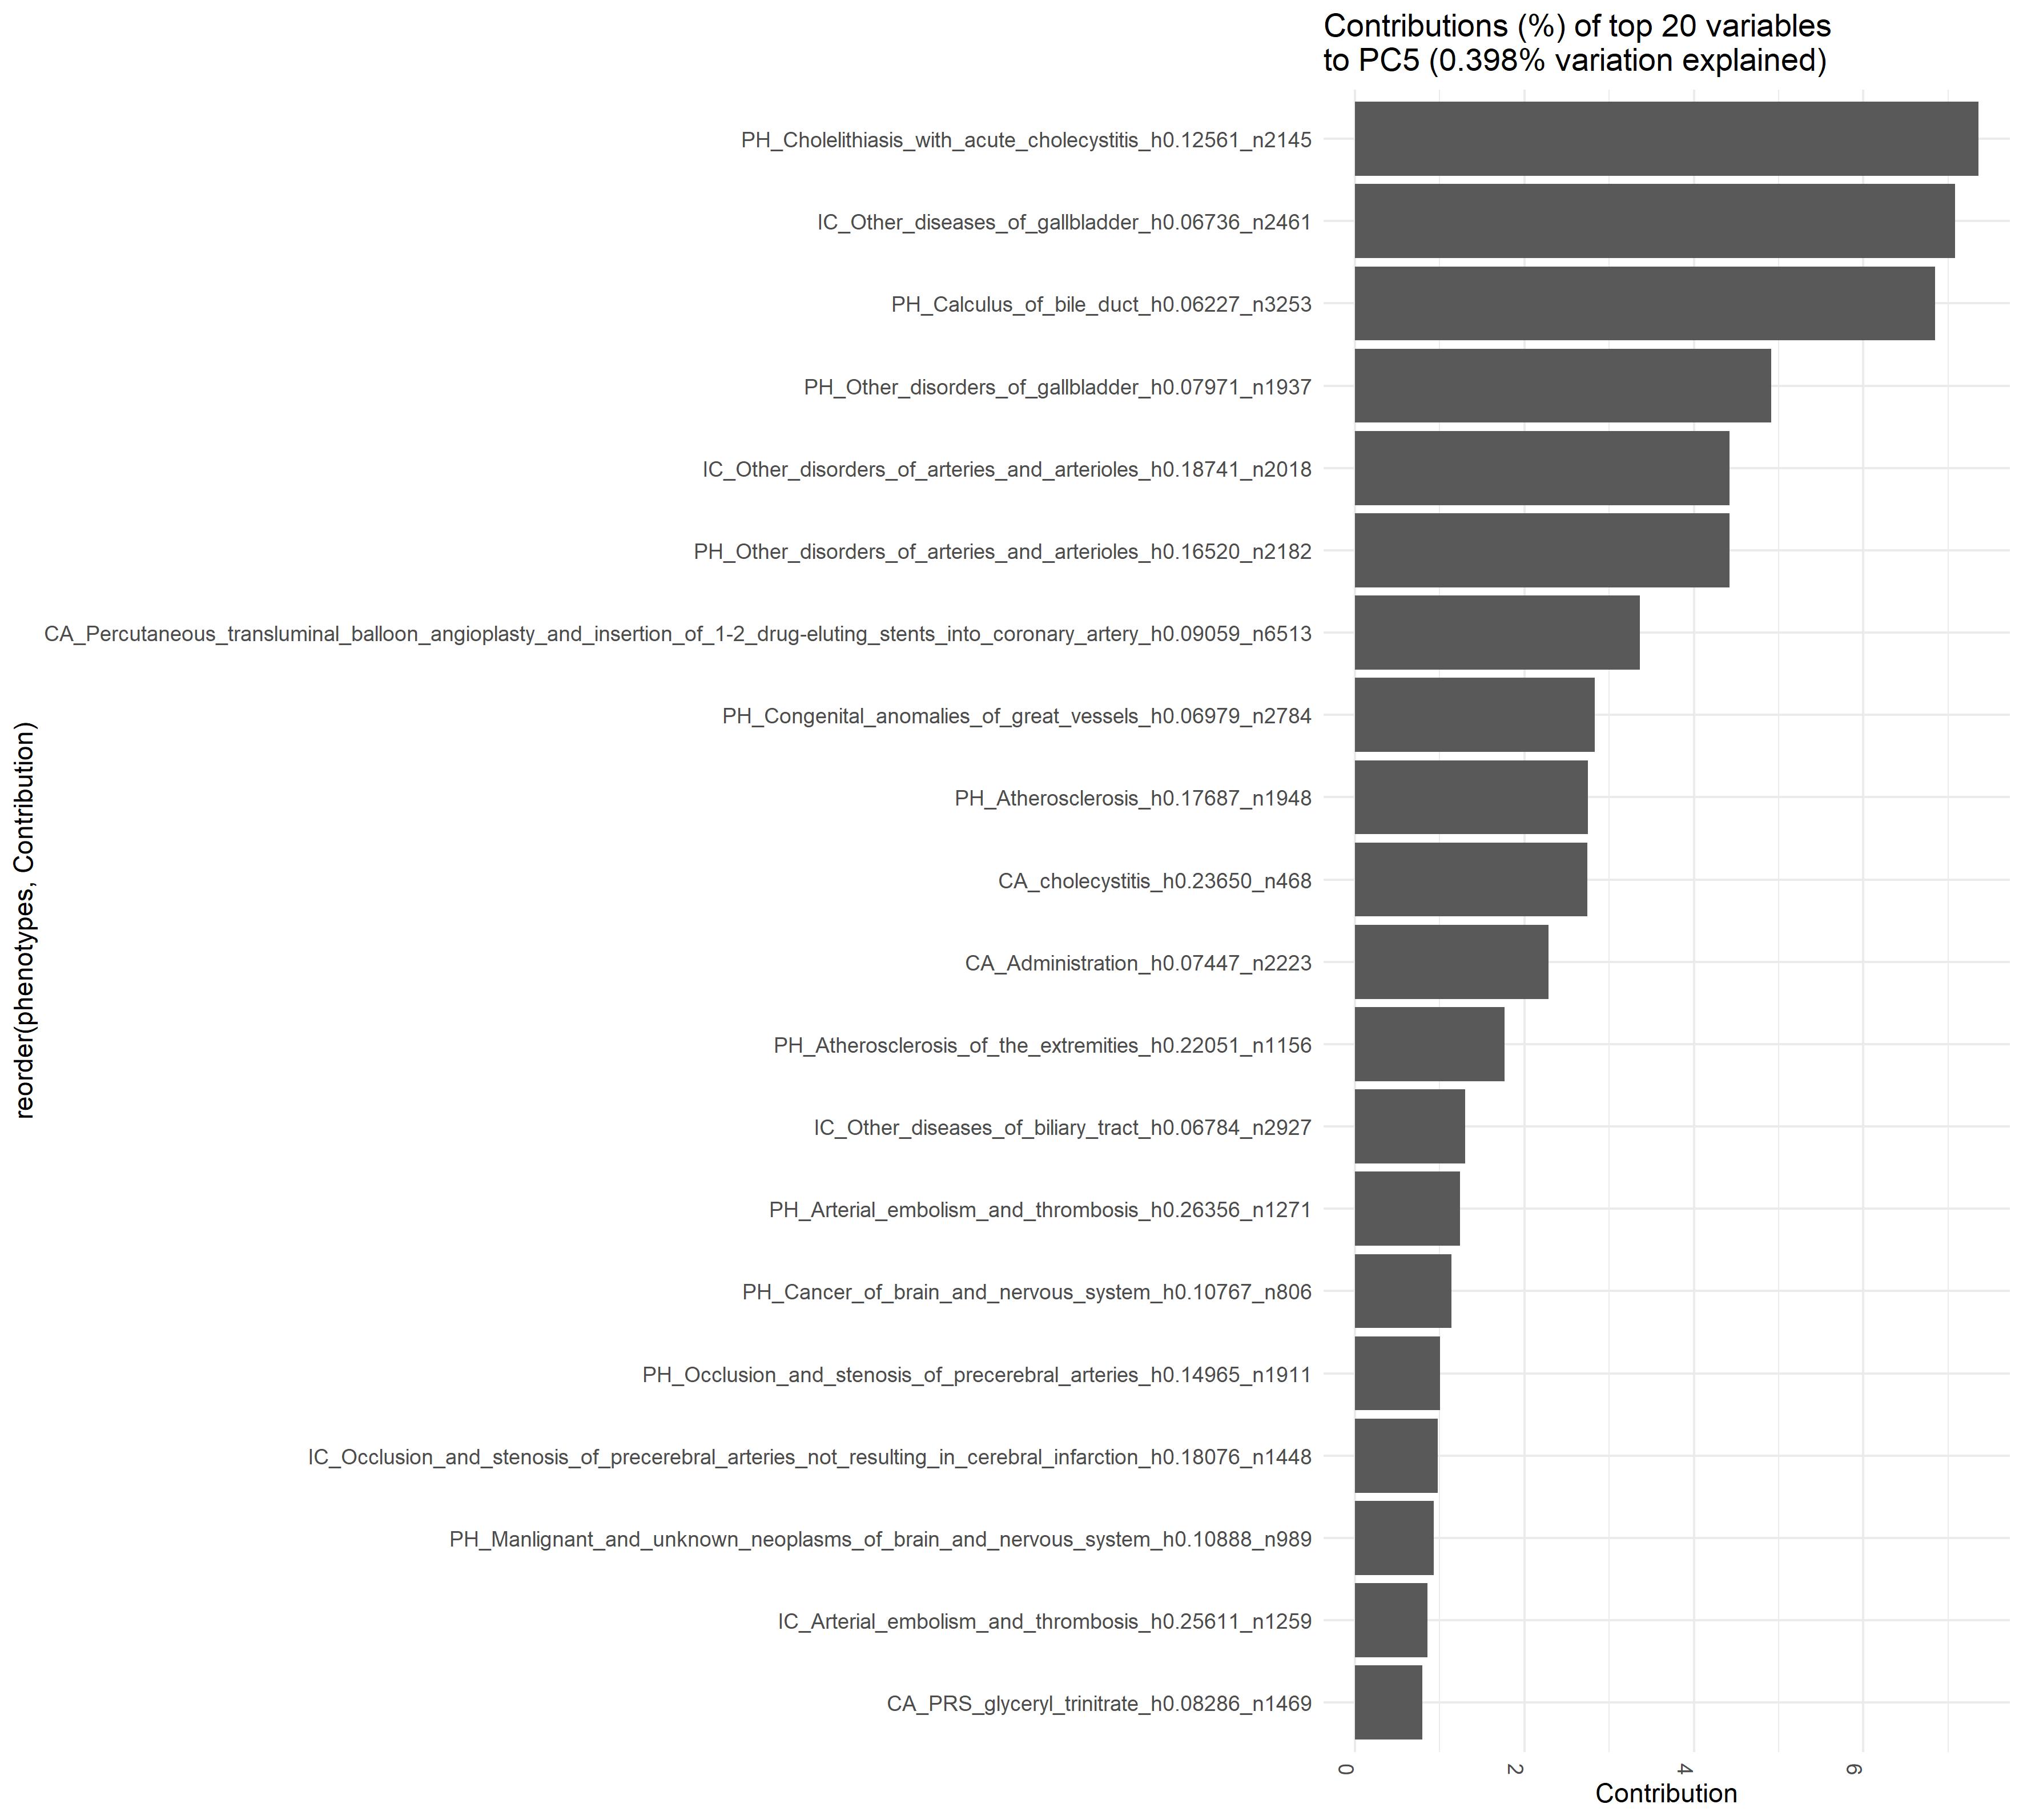 Contributions (%) of top 20 variables
to PC5 (0.398% variation explained)
PH_Cholelithiasis_with_acute_cholecystitis_h0.12561_n2145
IC_Other_diseases_of_gallbladder_h0.06736_n2461
PH_Calculus_of_bile_duct_h0.06227_n3253
PH_Other_disorders_of_gallbladder_h0.07971_n1937
IC_Other_disorders_of_arteries_and_arterioles_h0.18741_n2018
PH_Other_disorders_of_arteries_and_arterioles_h0.16520_n2182
CA_Percutaneous_transluminal_balloon_angioplasty_and_insertion_of_1-2_drug-eluting_stents_into_coronary_artery_h0.09059_n6513
PH_Congenital_anomalies_of_great_vessels_h0.06979_n2784
PH_Atherosclerosis_h0.17687_n1948
CA_cholecystitis_h0.23650_n468
CA_Administration_h0.07447_n2223
PH_Atherosclerosis_of_the_extremities_h0.22051_n1156
IC_Other_diseases_of_biliary_tract_h0.06784_n2927
PH_Arterial_embolism_and_thrombosis_h0.26356_n1271
PH_Cancer_of_brain_and_nervous_system_h0.10767_n806
PH_Occlusion_and_stenosis_of_precerebral_arteries_h0.14965_n1911
IC_Occlusion_and_stenosis_of_precerebral_arteries_not_resulting_in_cerebral_infarction_h0.18076_n1448
PH_Manlignant_and_unknown_neoplasms_of_brain_and_nervous_system_h0.10888_n989
IC_Arterial_embolism_and_thrombosis_h0.25611_n1259
CA_PRS_glyceryl_trinitrate_h0.08286_n1469
reorder(phenotypes, Contribution)
0 2 4 6
Contribution